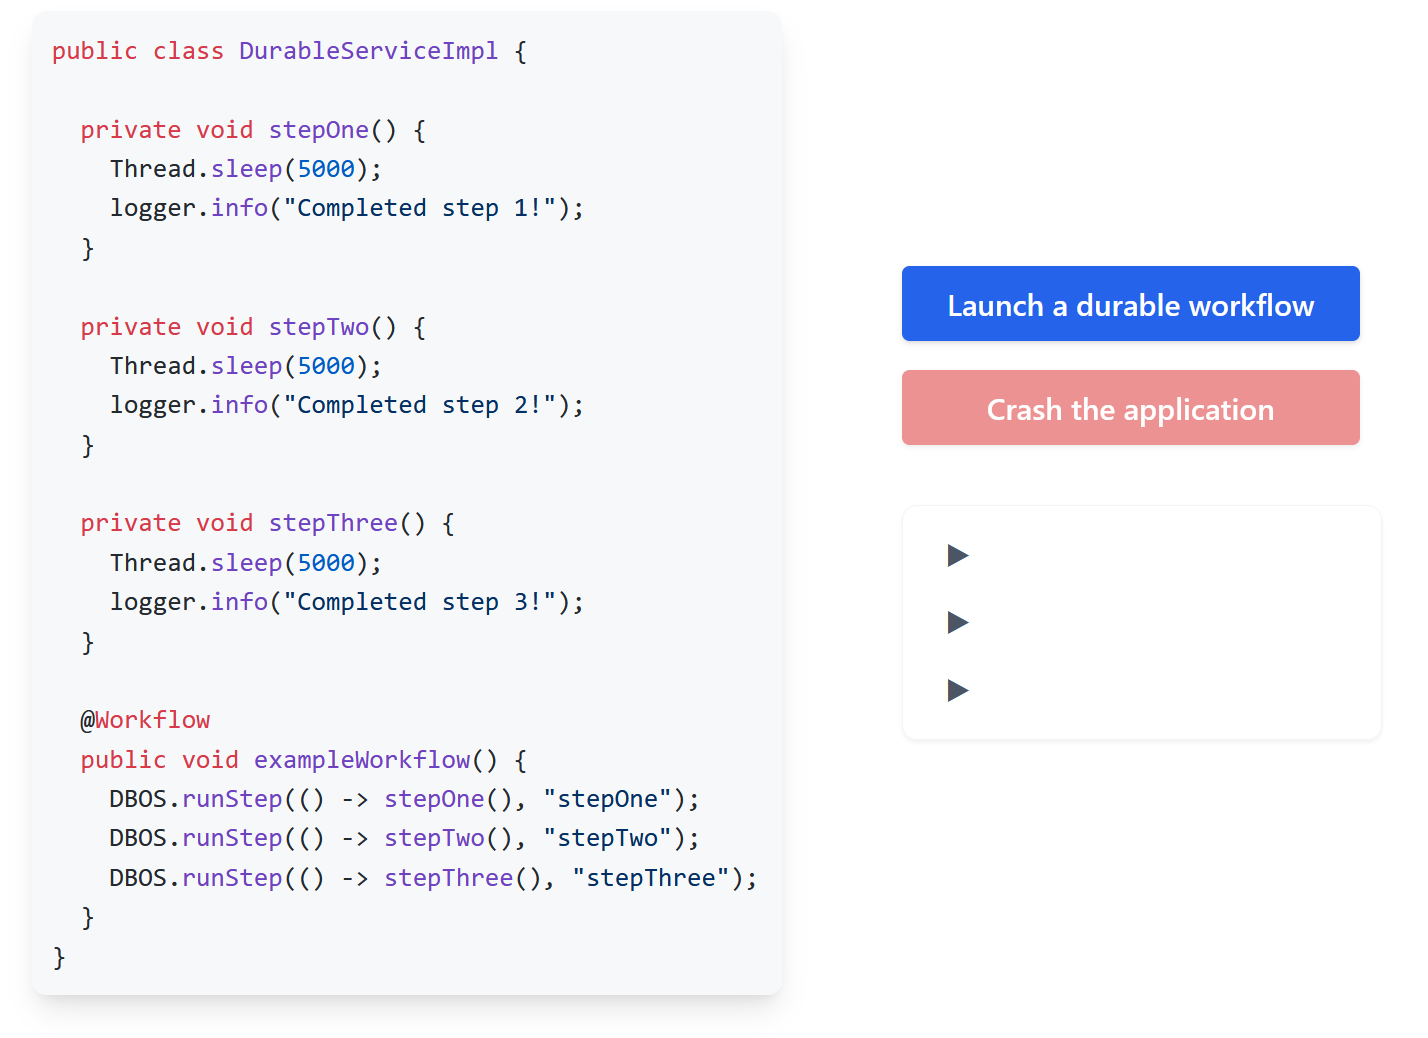 public class DurableServiceImpl {
  private void stepOne() {
    Thread.sleep(5000);
    logger.info("Completed step 1!");
  }
  private void stepTwo() {
    Thread.sleep(5000);
    logger.info("Completed step 2!");
  }
  private void stepThree() {
    Thread.sleep(5000);
    logger.info("Completed step 3!");
  }
  @Workflow
  public void exampleWorkflow() {
    DBOS.runStep(() -> stepOne(), "stepOne");
    DBOS.runStep(() -> stepTwo(), "stepTwo");
    DBOS.runStep(() -> stepThree(), "stepThree");
  }
}
Launch a durable workflow
Crash the application